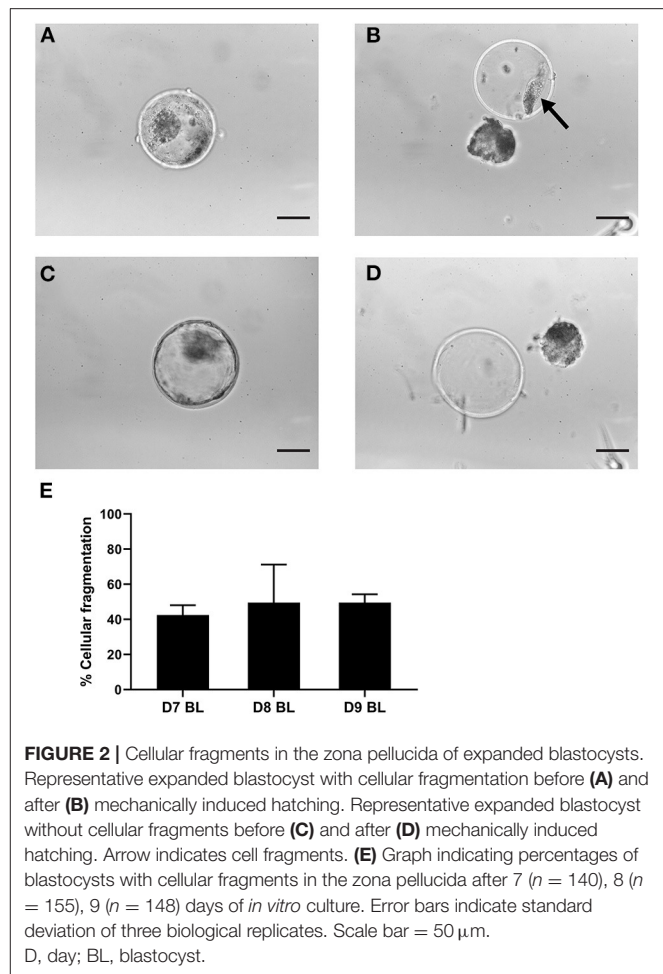 A
B
C
D
E
100
80
60
40
20
0
% Cellular fragmentation
D7 BL
D8 BL
D9 BL
FIGURE 2 | Cellular fragments in the zona pellucida of expanded blastocysts.
Representative expanded blastocyst with cellular fragmentation before (A) and
after (B) mechanically induced hatching. Representative expanded blastocyst
without cellular fragments before (C) and after (D) mechanically induced
hatching. Arrow indicates cell fragments. (E) Graph indicating percentages of
blastocysts with cellular fragments in the zona pellucida after 7 (n = 140), 8 (n
= 155), 9 (n = 148) days of in vitro culture. Error bars indicate standard
deviation of three biological replicates. Scale bar = 50 μm.
D, day; BL, blastocyst.